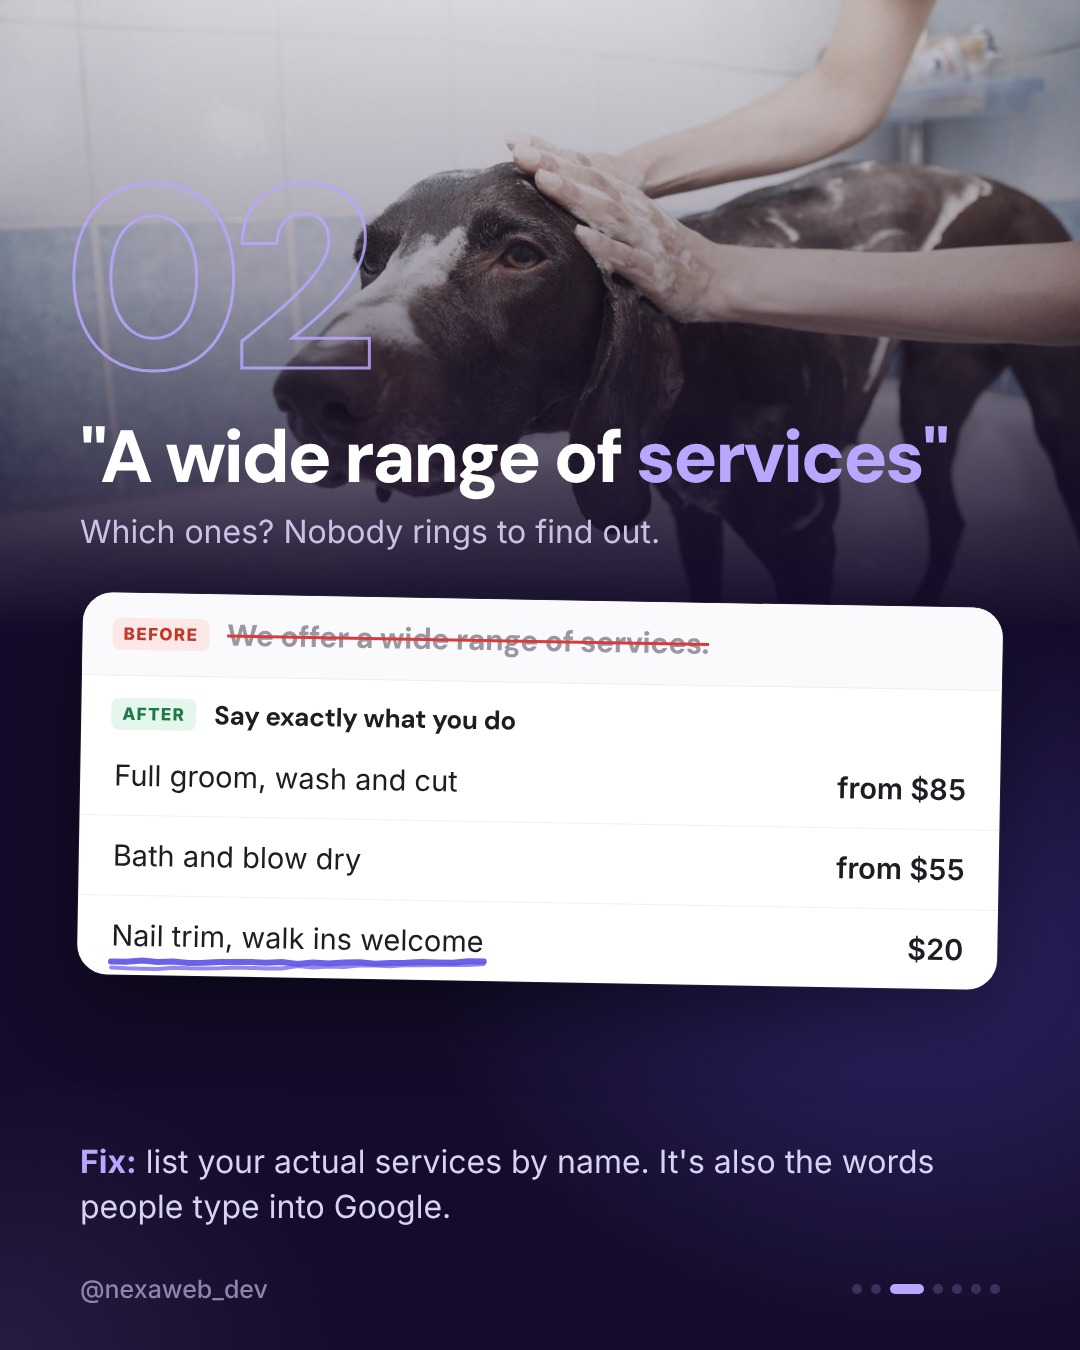 02
"A wide range of services"
Which ones? Nobody rings to find out.
BEFORE We offer a wide range of services.
AFTER Say exactly what you do
Full groom, wash and cut from $85
Bath and blow dry from $55
Nail trim, walk ins welcome $20
Fix: list your actual services by name. It's also the words
people type into Google.
@nexaweb_dev